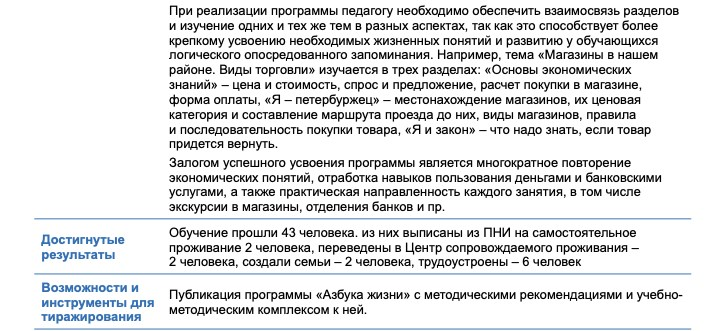 При реализации программы педагогу необходимо обеспечить взаимосвязь разделов
и изучение одних и тех же тем в разных аспектах, так как это способствует более
крепкому усвоению необходимых жизненных понятий и развитию у обучающихся
логического опосредованного запоминания. Например, тема «Магазины в нашем
районе. Виды торговли» изучается в трех разделах: «Основы экономических
знаний» – цена и стоимость, спрос и предложение, расчет покупки в магазине,
форма оплаты, «Я – петербуржец» – местонахождение магазинов, их ценовая
категория и составление маршрута проезда до них, виды магазинов, правила
и последовательность покупки товара, «Я и закон» – что надо знать, если товар
придется вернуть.
Залогом успешного усвоения программы является многократное повторение
экономических понятий, отработка навыков пользования деньгами и банковскими
услугами, а также практическая направленность каждого занятия, в том числе
экскурсии в магазины, отделения банков и пр.
Достигнутые
результаты
Обучение прошли 43 человека. из них выписаны из ПНИ на самостоятельное
проживание 2 человека, переведены в Центр сопровождаемого проживания –
2 человека, создали семьи – 2 человека, трудоустроены – 6 человек
Возможности и
инструменты для
тиражирования
Публикация программы «Азбука жизни» с методическими рекомендациями и учебно-
методическим комплексом к ней.